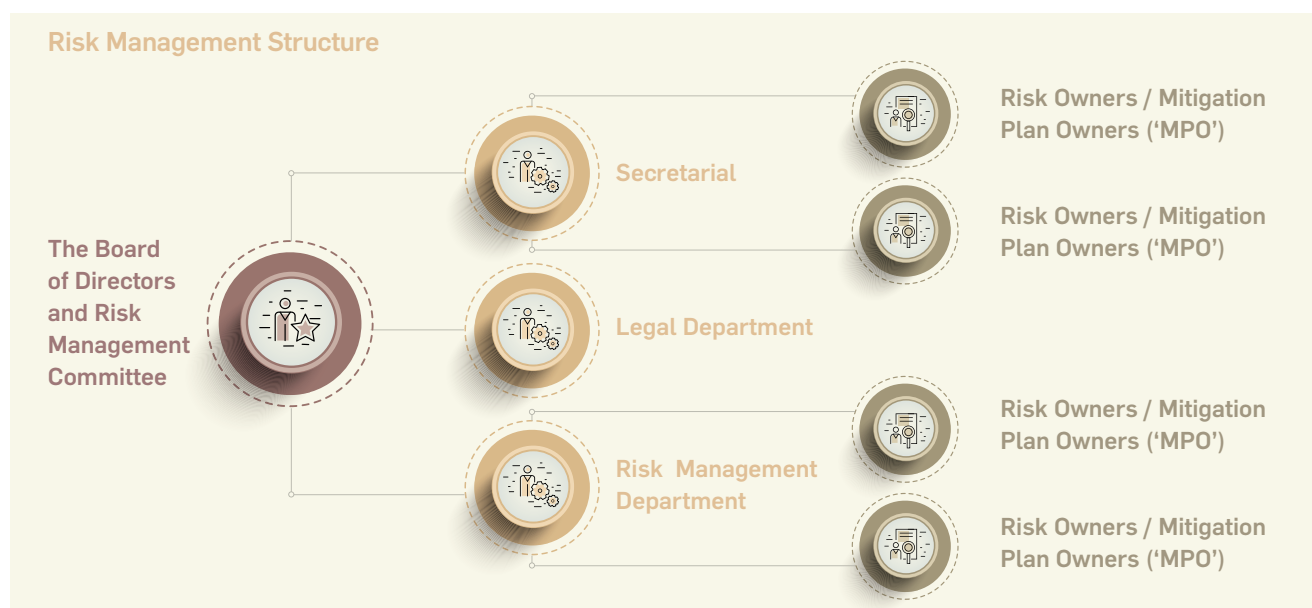 Risk Management Structure
The Board
of Directors
and Risk
Management
Committee
Secretarial
Legal Department
Risk Management
Department
Risk Owners / Mitigation
Plan Owners (‘MPO’)
Risk Owners / Mitigation
Plan Owners (‘MPO’)
Risk Owners / Mitigation
Plan Owners (‘MPO’)
Risk Owners / Mitigation
Plan Owners (‘MPO’)